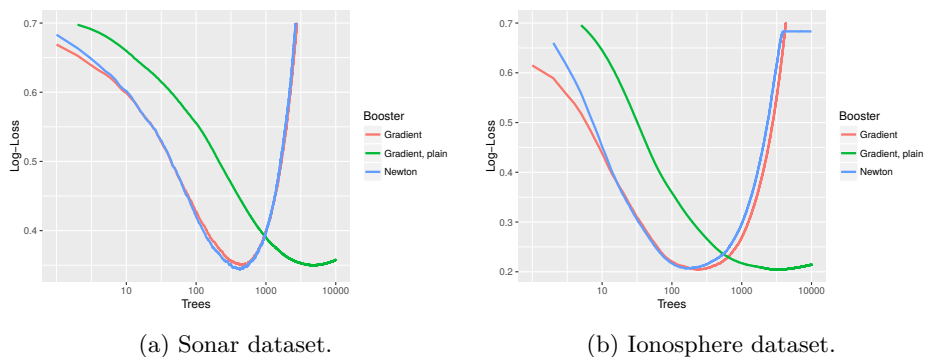 0.7
0.6
0.5
0.4
Log-Loss
10
100
1000
10000
Trees
Booster
Gradient
Gradient, plain
Newton
(a) Sonar dataset.
0.7
0.6
0.5
0.4
0.3
0.2
Log-Loss
10
100
1000
10000
Trees
Booster
Gradient
Gradient, plain
Newton
(b) Ionosphere dataset.